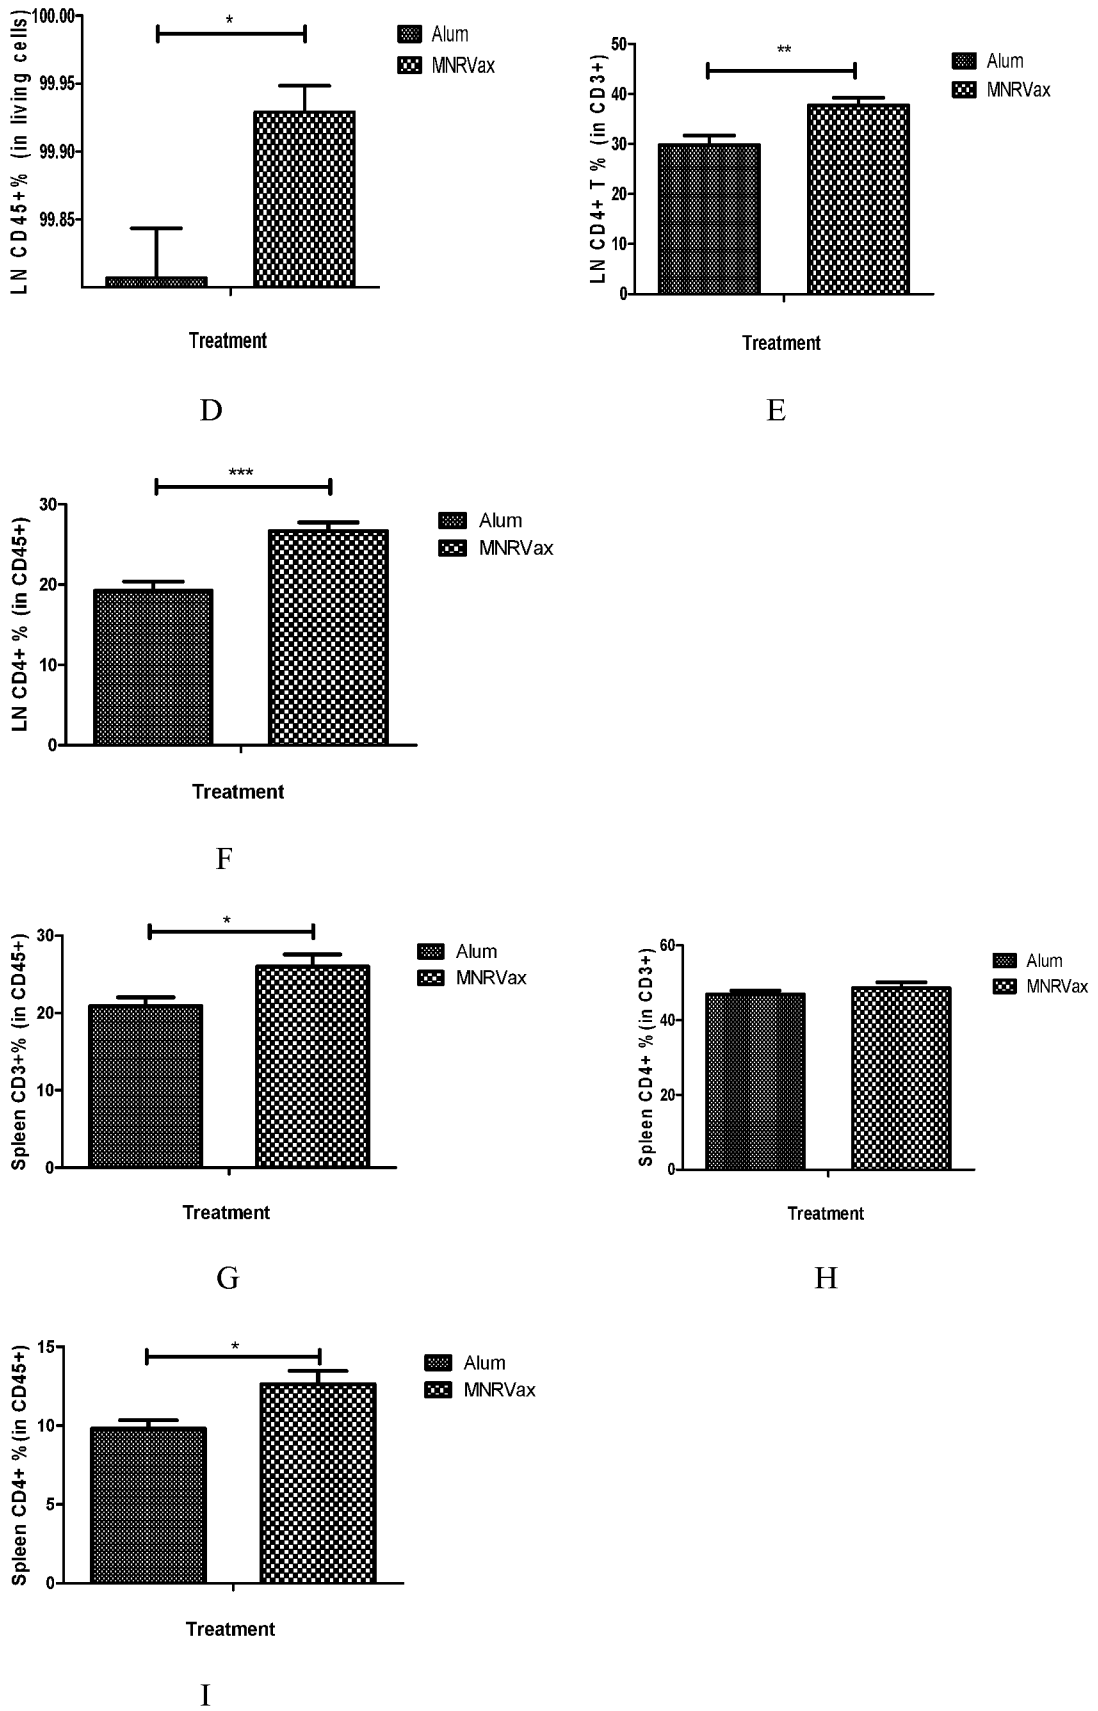 LN CD45+% (in living cells)
100.00
99.95
99.90
99.85
*
Alum
MNRVax
Treatment
D
LN CD4+ T % (in CD3+)
50
40
30
20
10
0
**
Alum
MNRVax
Treatment
E
LN CD4+ % (in CD45+)
30
20
10
0
***
Alum
MNRVax
Treatment
F
Spleen CD3+% (in CD45+)
30
20
10
0
*
Alum
MNRVax
Treatment
G
Spleen CD4+ % (in CD3+)
60
40
20
0
Alum
MNRVax
Treatment
H
Spleen CD4+ % (in CD45+)
15
10
5
0
*
Alum
MNRVax
Treatment
I